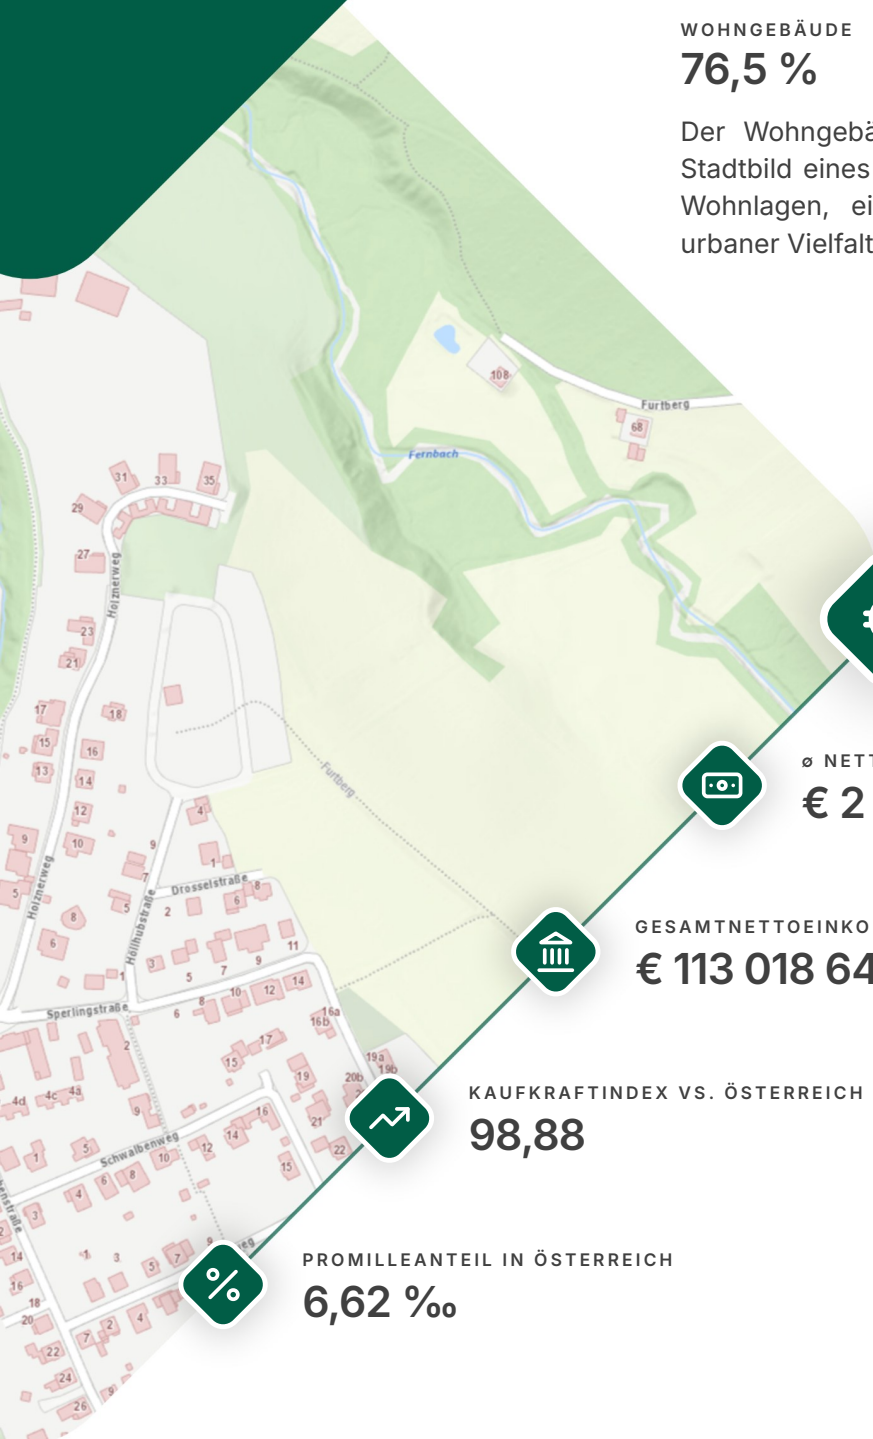 WOHNGEBÄUDE
76,5 %
Der Wohngebä
Stadtbild eines
Wohnlagen, ei
urbaner Vielfalt
108
Furtberg
68
Fernbach
31
33
35
29
27
Holznerweg
23
21
17
18
15
16
13
14
12
10
9
9
7
5
4
1
Furtberg
Drosselstraße
8
6
2
5
8
6
Holznerweg
Höllhubstraße
3
5
7
9
11
1
Sperlingstraße
6
8
10
12
14
16a
16b
2
17
15
19
19a
19b
20b
4d
4c
4a
9
16
21
14
12
22
15
Schwalbenweg
10
5
1
6
8
4
3
1
3
5
7
9
eg
14
16
18
20
7
2
4
22
24
26
9
ø NETT
€ 2
GESAMTNETTOEINKO
€ 113 018 64
KAUFKRAFTINDEX VS. ÖSTERREICH
98,88
PROMILLEANTEIL IN ÖSTERREICH
6,62 ‰